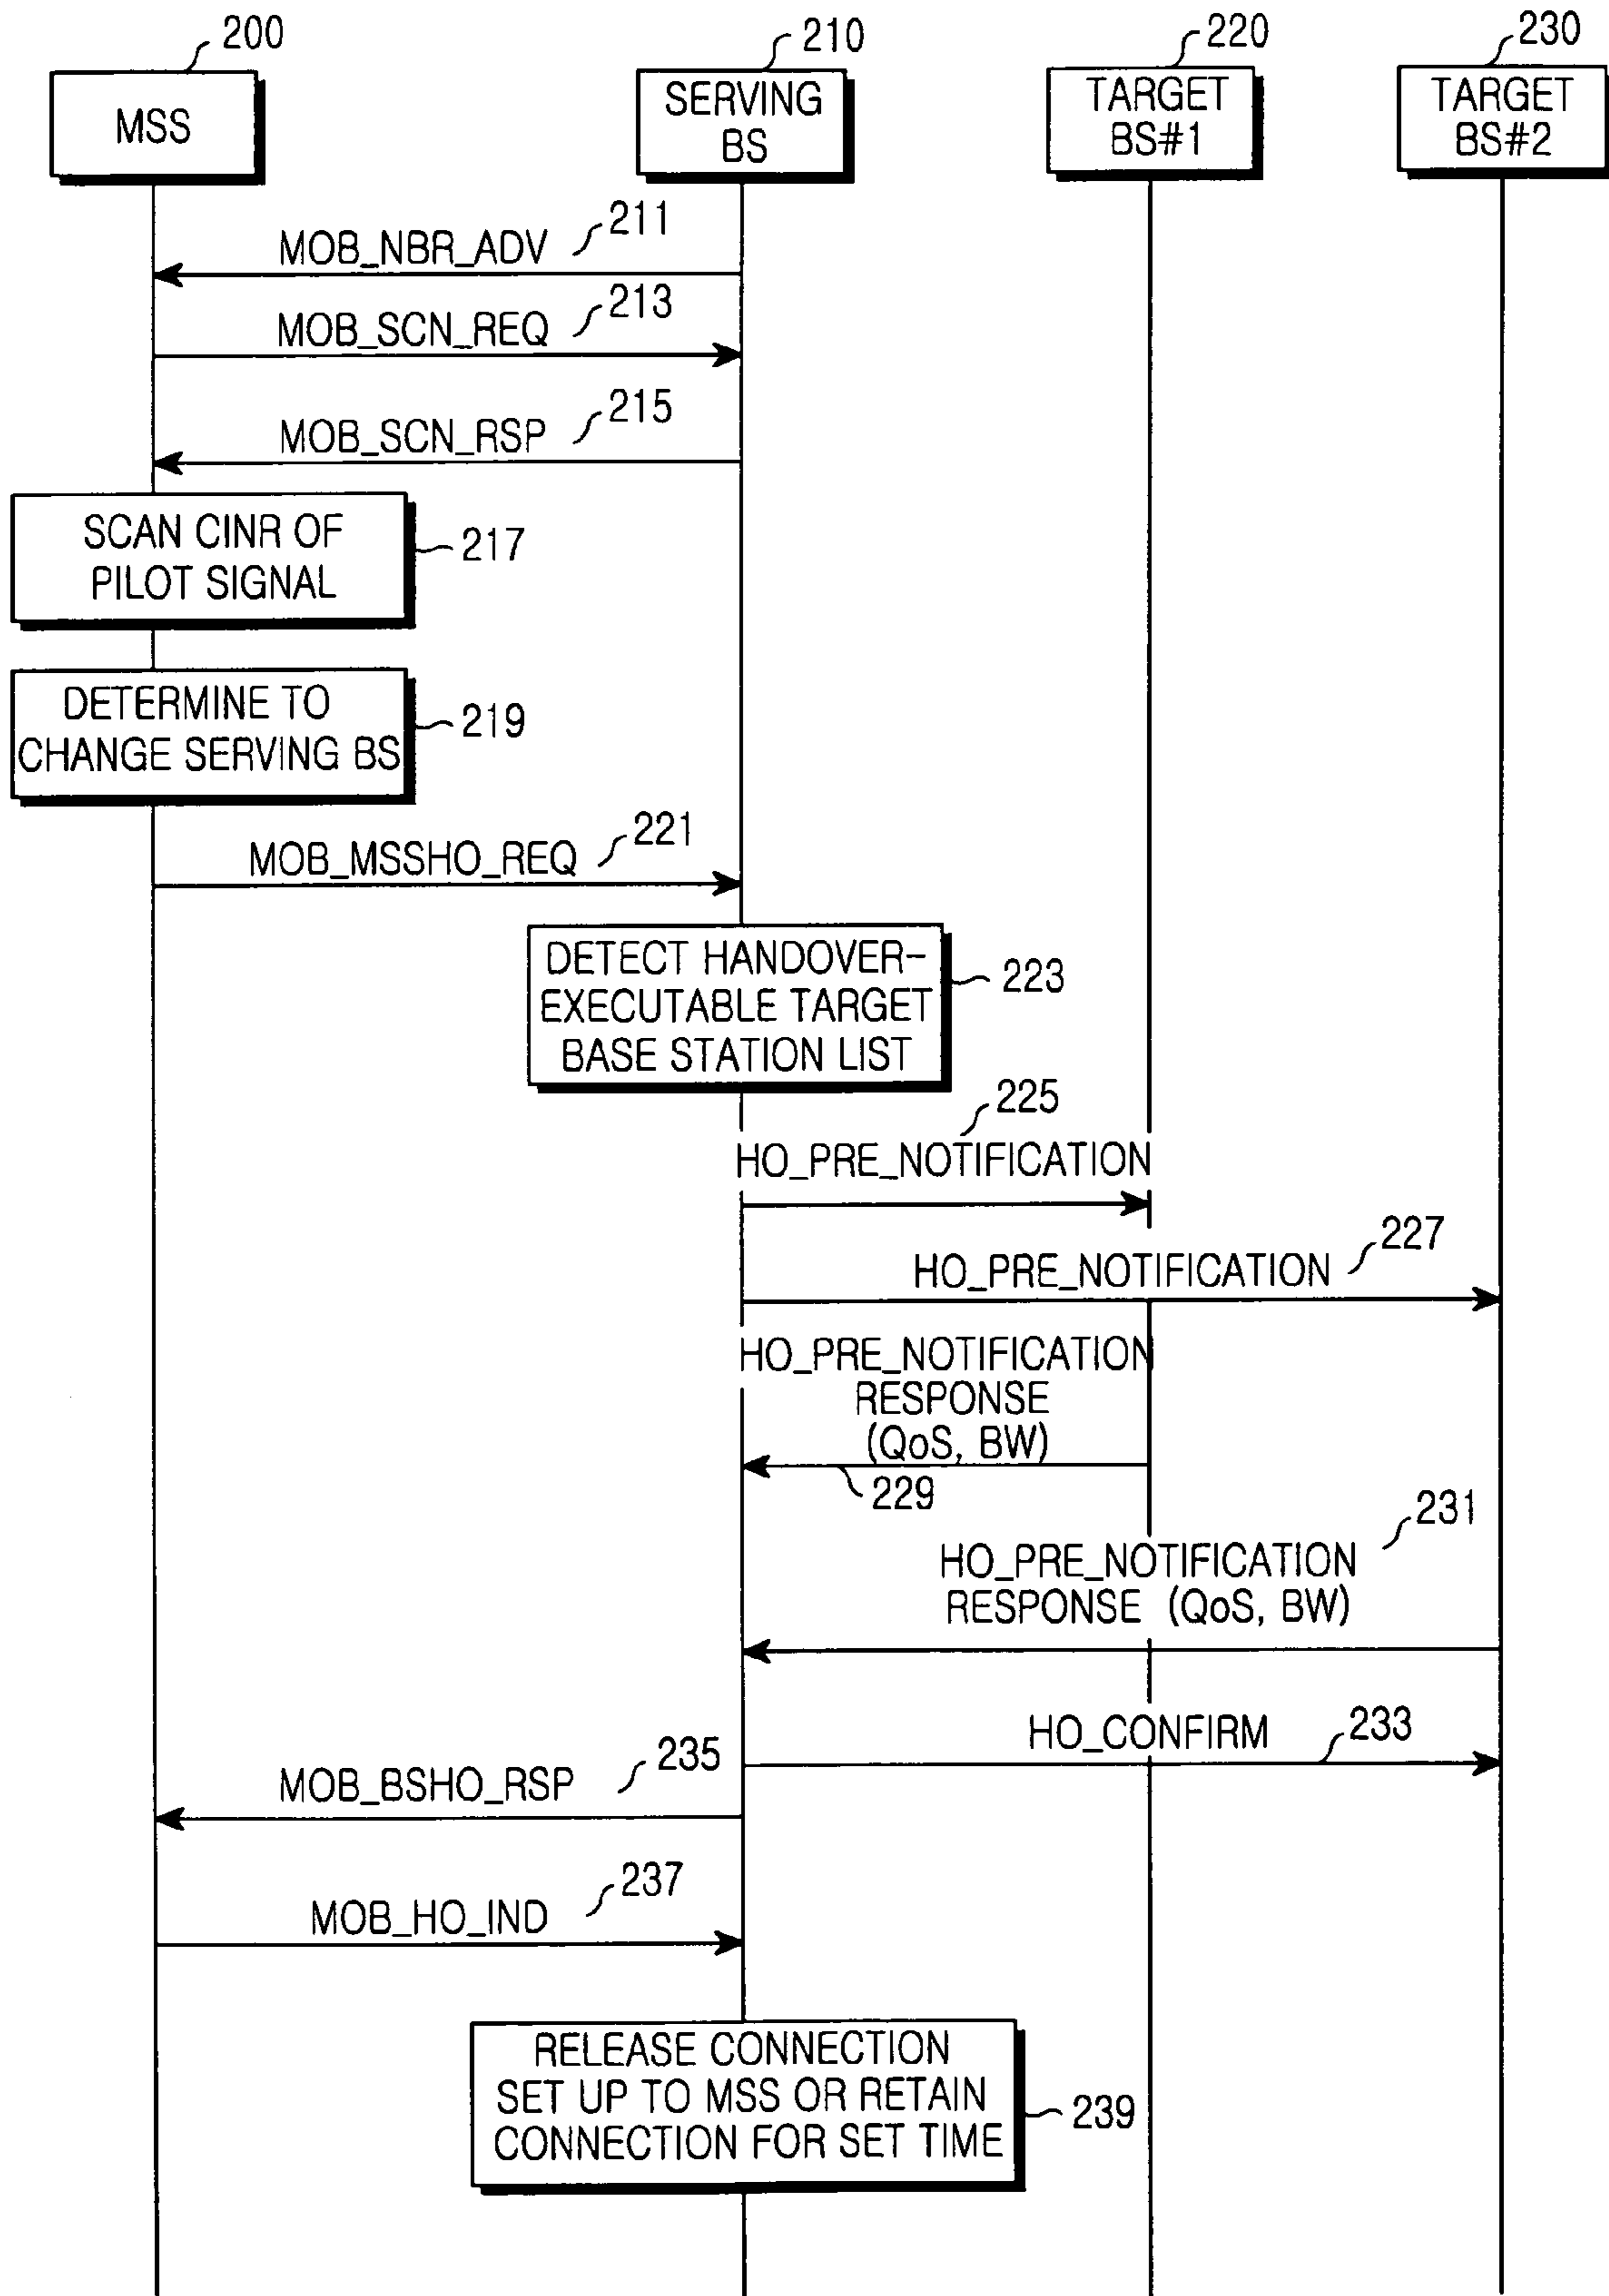 200
210
220
230
MSS
SERVING
BS
TARGET
BS#1
TARGET
BS#2
211
MOB_NBR_ADV
213
MOB_SCN_REQ
215
MOB_SCN_RSP
SCAN CINR OF
PILOT SIGNAL
217
DETERMINE TO
CHANGE SERVING BS
219
221
MOB_MSSHO_REQ
DETECT HANDOVER-
EXECUTABLE TARGET
BASE STATION LIST
223
225
HO_PRE_NOTIFICATION
227
HO_PRE_NOTIFICATION
HO_PRE_NOTIFICATION
RESPONSE
(QoS, BW)
229
231
HO_PRE_NOTIFICATION
RESPONSE (QoS, BW)
HO_CONFIRM
233
235
MOB_BSHO_RSP
237
MOB_HO_IND
RELEASE CONNECTION
SET UP TO MSS OR RETAIN
CONNECTION FOR SET TIME
239